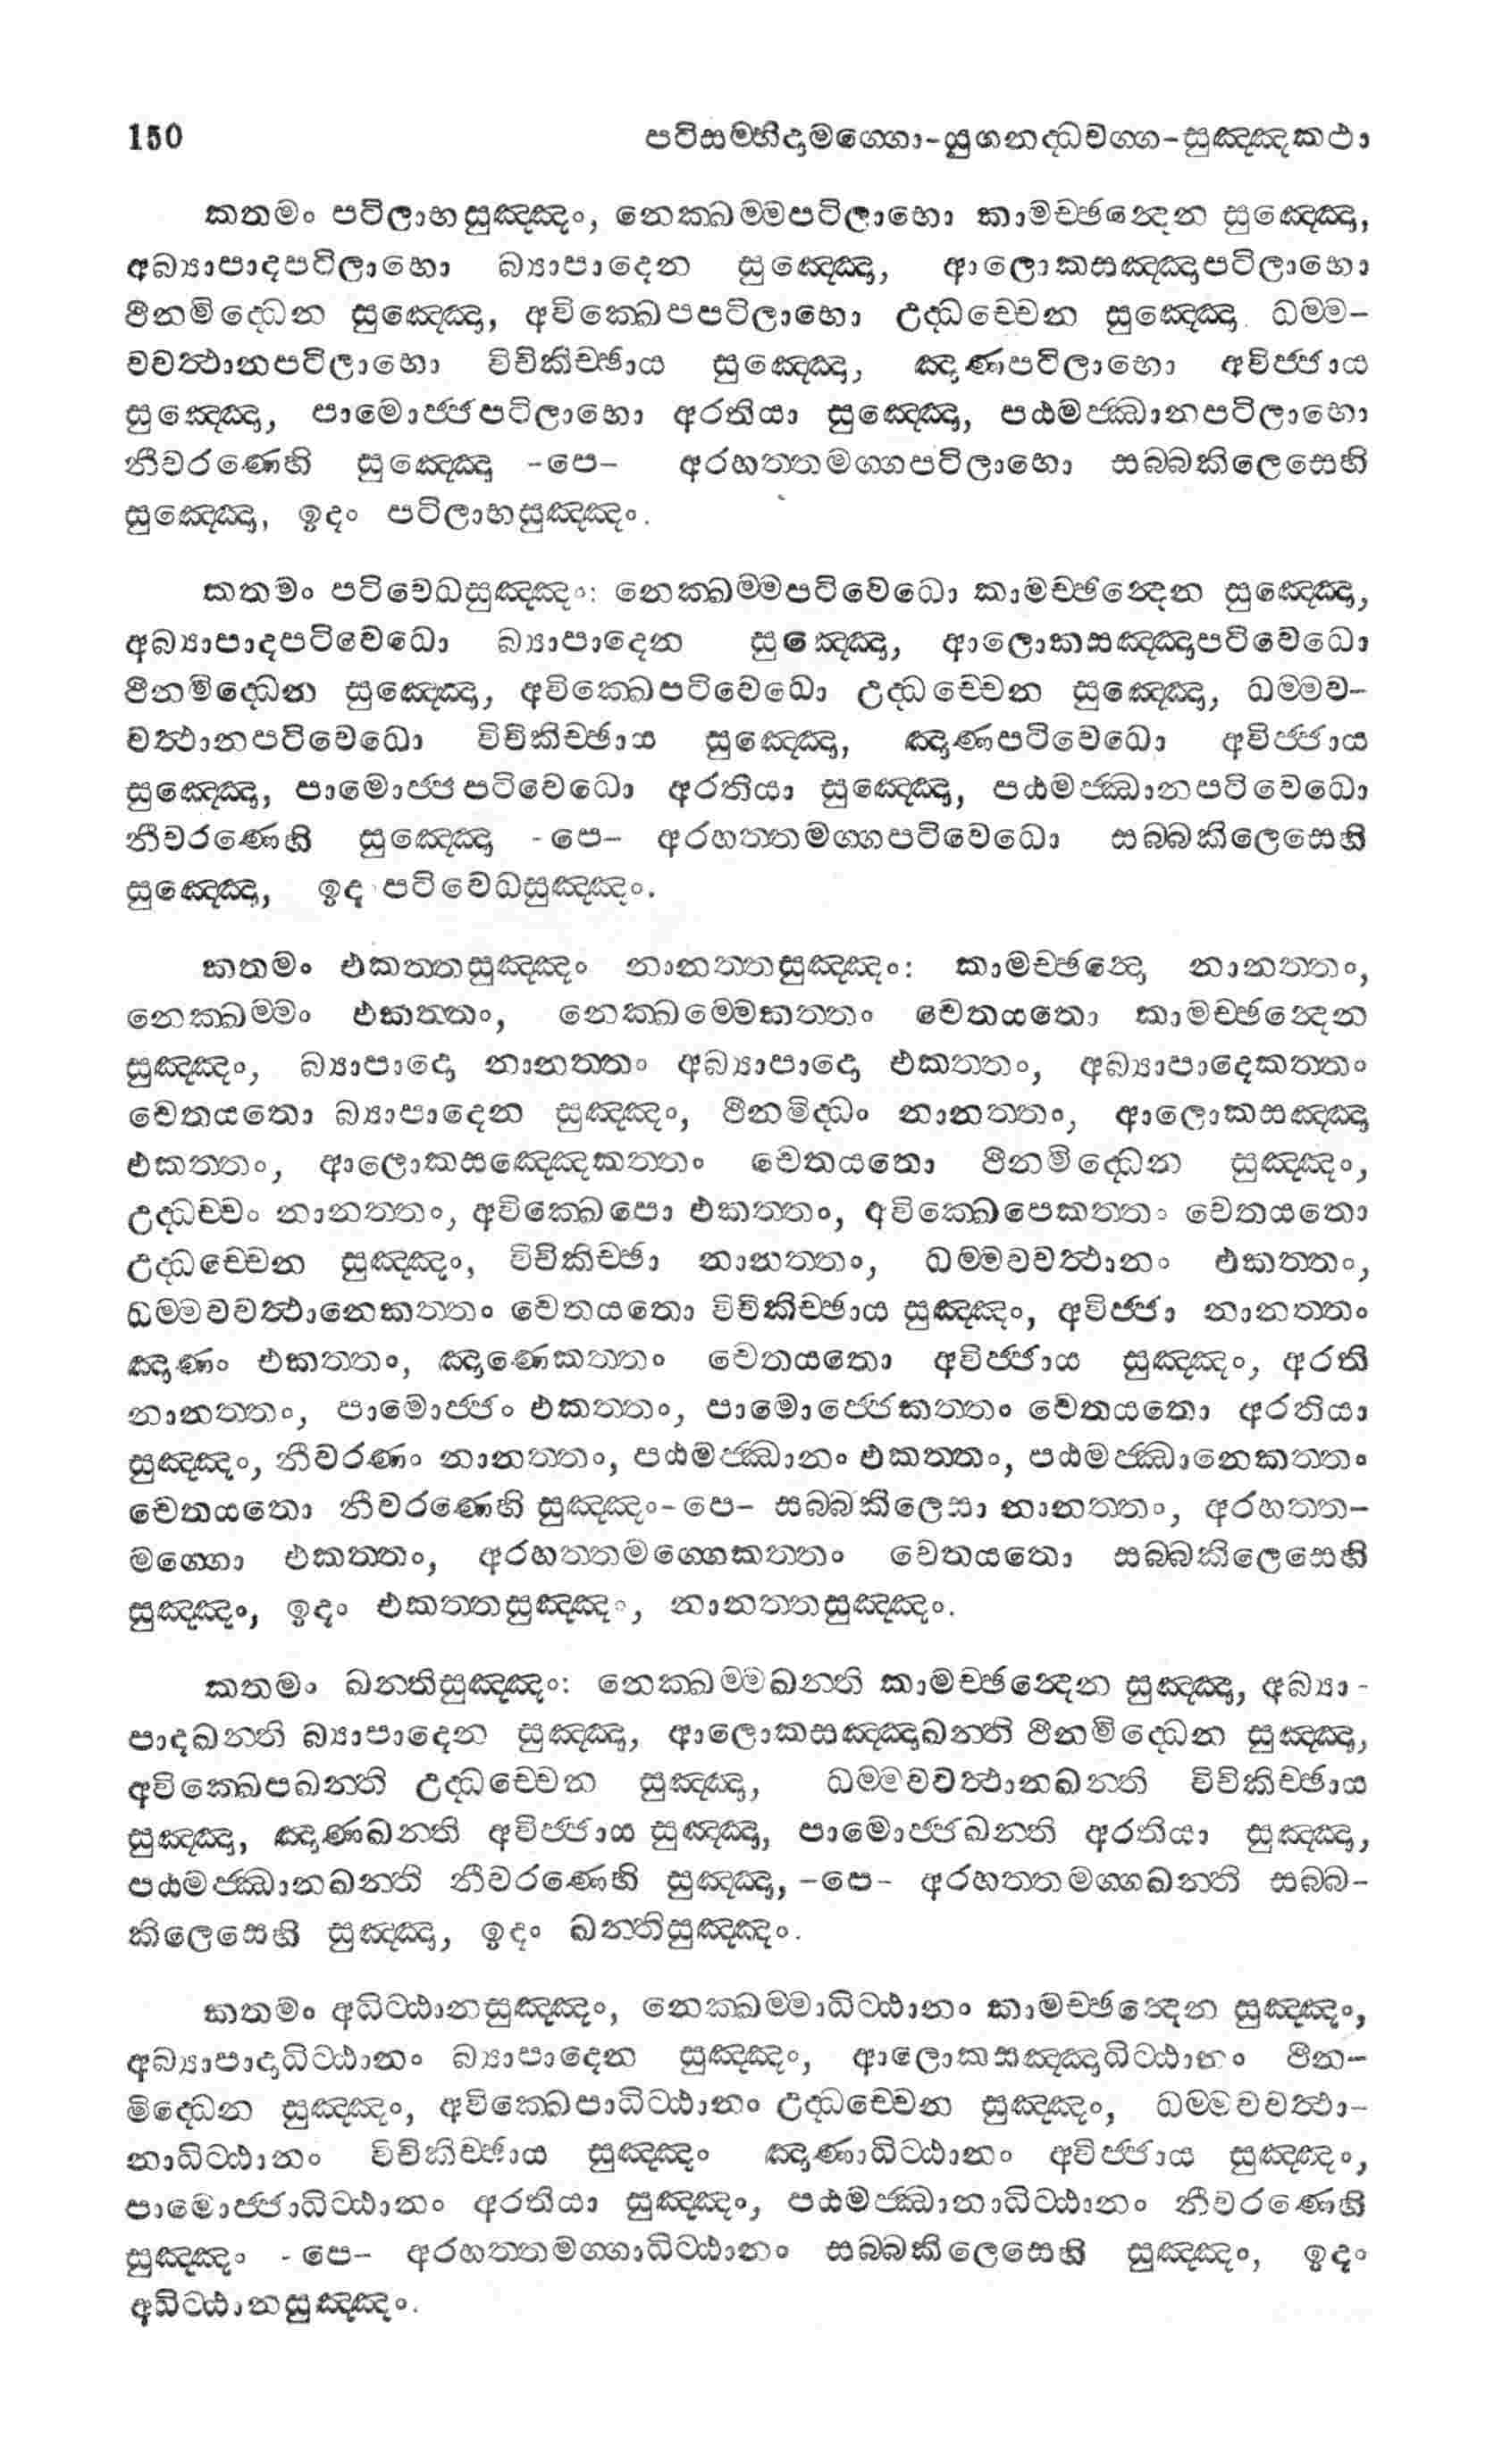 150 පටිසම්භිදාමග්ගො-යුගනද්ධවග්ග-සුඤ්ඤකථා
කතමං පටිලාභසුඤ්ඤං, නෙක්ඛම්මපටිලාභො කාමච්ඡන්දෙන සුඤ්ඤො,
අබ්‍යාපාදපටිලාභො බ්‍යාපාදෙන සුඤ්ඤො, ආලොකසඤ්ඤාපටිලාභො
ථීනමිද්ධෙන සුඤ්ඤො, අවික්ඛෙපපටිලාභො උද්ධච්චෙන සුඤ්ඤො ධම්ම-
වවත්ථානපටිලාභො විචිකිච්ඡාය සුඤ්ඤො, ඤාණපටිලාභො අවිජ්ජාය
සුඤ්ඤො, පාමොජ්ජපටිලාභො අරතියා සුඤ්ඤො, පඨමජ්ඣානපටිලාභො
නීවරණෙහි සුඤ්ඤො -පෙ- අරහත්තමග්ගපටිලාභො සබ්බකිලෙසෙහි
සුඤ්ඤො, ඉදං පටිලාභසුඤ්ඤං.
කතමං පටිවෙධසුඤ්ඤං: නෙක්ඛම්මපටිවෙධො කාමච්ඡන්දෙන සුඤ්ඤො,
අබ්‍යාපාදපටිවෙධො බ්‍යාපාදෙන සුඤ්ඤො, ආලොකසඤ්ඤාපටිවෙධො
ථීනමිද්ධෙන සුඤ්ඤො, අවික්ඛෙපටිවෙධො උද්ධච්චෙන සුඤ්ඤො, ධම්මව-
වත්ථානපටිවෙධො විචිකිච්ඡාය සුඤ්ඤො, ඤාණපටිවෙධො අවිජ්ජාය
සුඤ්ඤො, පාමොජ්ජපටිවෙධො අරතියා සුඤ්ඤො, පඨමජ්ඣානපටිවෙධො
නීවරණෙහි සුඤ්ඤො -පෙ- අරහත්තමග්ගපටිවෙධො සබ්බකිලෙසෙහි
සුඤ්ඤො, ඉදං පටිවෙධසුඤ්ඤං.
කතමං එකත්තසුඤ්ඤං නානත්තසුඤ්ඤං: කාමච්ඡන්දො නානත්තං,
නෙක්ඛම්මං එකත්තං, නෙක්ඛම්මෙකත්තං චෙතයතො කාමච්ඡන්දෙන
සුඤ්ඤං, බ්‍යාපාදො නානත්තං අබ්‍යාපාදො එකත්තං, අබ්‍යාපාදෙකත්තං
චෙතයතො බ්‍යාපාදෙන සුඤ්ඤං, ථීනමිද්ධං නානත්තං, ආලොකසඤ්ඤා
එකත්තං, ආලොකසඤ්ඤෙකත්තං චෙතයතො ථීනමිද්ධෙන සුඤ්ඤං,
උද්ධච්චං නානත්තං, අවික්ඛෙපො එකත්තං, අවික්ඛෙපෙකත්තං චෙතයතො
උද්ධච්චෙන සුඤ්ඤං, විචිකිච්ඡා නානත්තං, ධම්මවවත්ථානං එකත්තං,
ධම්මවවත්ථානෙකත්තං චෙතයතො විචිකිච්ඡාය සුඤ්ඤං, අවිජ්ජා නානත්තං
ඤාණං එකත්තං, ඤාණෙකත්තං චෙතයතො අවිජ්ජාය සුඤ්ඤං, අරති
නානත්තං, පාමොජ්ජං එකත්තං, පාමොජ්ජෙකත්තං චෙතයතො අරතියා
සුඤ්ඤං, නීවරණං නානත්තං, පඨමජ්ඣානං එකත්තං, පඨමජ්ඣානෙකත්තං
චෙතයතො නීවරණෙහි සුඤ්ඤං-පෙ- සබ්බකිලෙසා නානත්තං, අරහත්ත-
මග්ගො එකත්තං, අරහත්තමග්ගෙකත්තං චෙතයතො සබ්බකිලෙසෙහි
සුඤ්ඤං, ඉදං එකත්තසුඤ්ඤං, නානත්තසුඤ්ඤං.
කතමං ඛන්තිසුඤ්ඤං: නෙක්ඛම්මඛන්ති කාමච්ඡන්දෙන සුඤ්ඤා, අබ්‍යා-
පාදඛන්ති බ්‍යාපාදෙන සුඤ්ඤා, ආලොකසඤ්ඤාඛන්ති ථීනමිද්ධෙන සුඤ්ඤා,
අවික්ඛෙපඛන්ති උද්ධච්චෙන සුඤ්ඤා, ධම්මවවත්ථානඛන්ති විචිකිච්ඡාය
සුඤ්ඤා, ඤාණඛන්ති අවිජ්ජාය සුඤ්ඤා, පාමොජ්ජඛන්ති අරතියා සුඤ්ඤා,
පඨමජ්ඣානඛන්ති නීවරණෙහි සුඤ්ඤා, -පෙ- අරහත්තමග්ගඛන්ති සබ්බ-
කිලෙසෙහි සුඤ්ඤා, ඉදං ඛන්තිසුඤ්ඤං.
කතමං අධිට්ඨානසුඤ්ඤං, නෙක්ඛම්මාධිට්ඨානං කාමච්ඡන්දෙන සුඤ්ඤං,
අබ්‍යාපාදාධිට්ඨානං බ්‍යාපාදෙන සුඤ්ඤං, ආලොකසඤ්ඤාධිට්ඨානං ථීන-
මිද්ධෙන සුඤ්ඤං, අවික්ඛෙපාධිට්ඨානං උද්ධච්චෙන සුඤ්ඤං, ධම්මවවත්ථා-
නාධිට්ඨානං විචිකිච්ඡාය සුඤ්ඤං ඤාණාධිට්ඨානං අවිජ්ජාය සුඤ්ඤං,
පාමොජ්ජාධිට්ඨානං අරතියා සුඤ්ඤං, පඨමජ්ඣානාධිට්ඨානං නීවරණෙහි
සුඤ්ඤං -පෙ- අරහත්තමග්ගාධිට්ඨානං සබ්බකිලෙසෙහි සුඤ්ඤං, ඉදං
අධිට්ඨානසුඤ්ඤං.